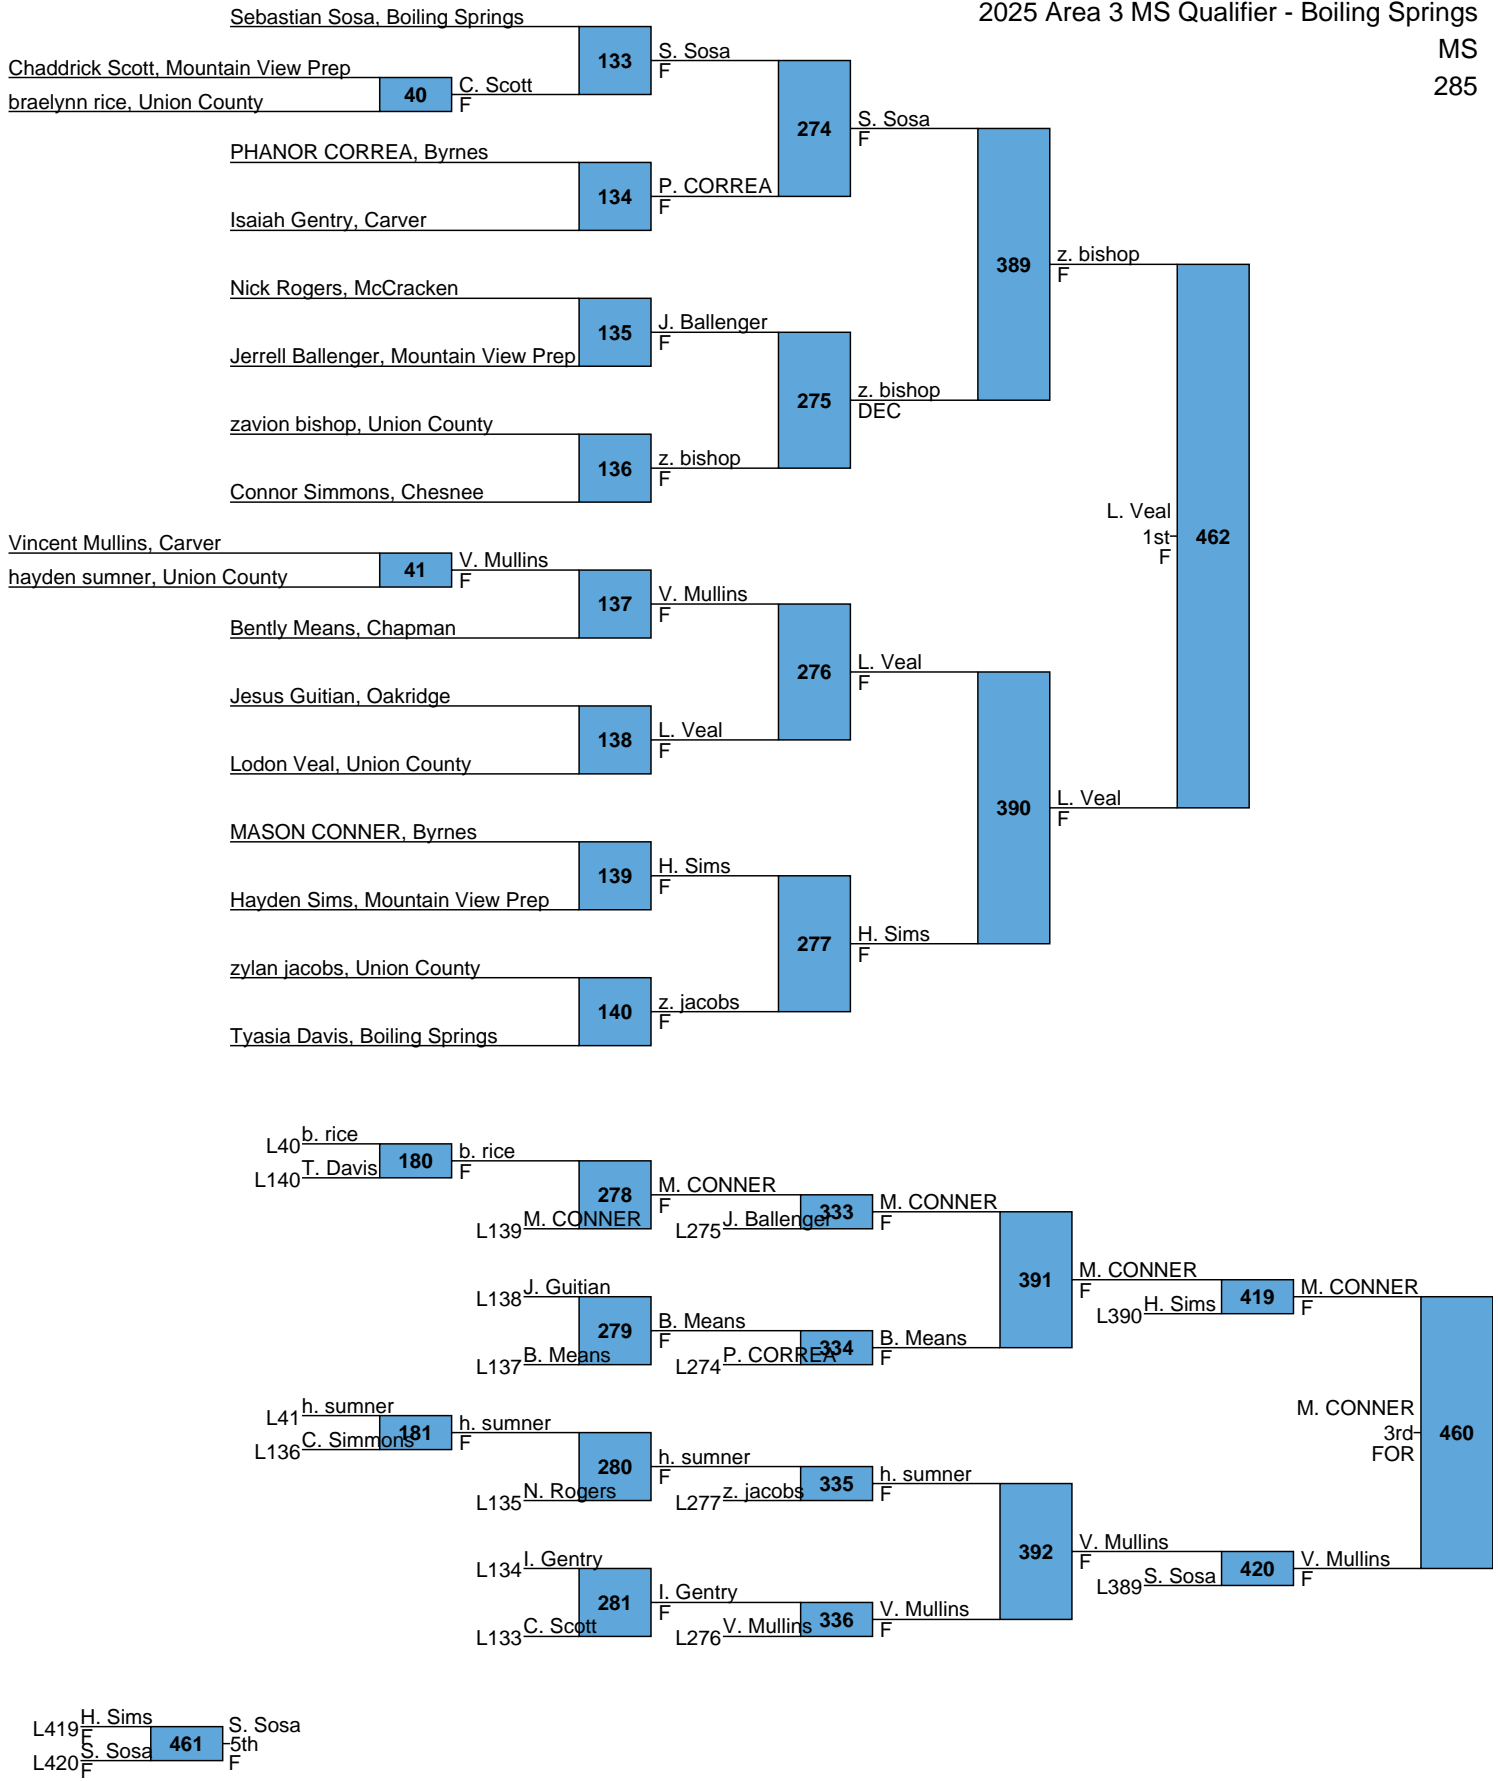 2025 Area 3 MS Qualifier - Boiling Springs
MS
285
Sebastian Sosa, Boiling Springs
133
S. Sosa
F
Chaddrick Scott, Mountain View Prep
braelynn rice, Union County
40
C. Scott
F
274
S. Sosa
F
PHANOR CORREA, Byrnes
134
P. CORREA
F
Isaiah Gentry, Carver
389
z. bishop
F
Nick Rogers, McCracken
135
J. Ballenger
F
Jerrell Ballenger, Mountain View Prep
275
z. bishop
DEC
zavion bishop, Union County
136
z. bishop
F
Connor Simmons, Chesnee
L. Veal
1st
F
462
Vincent Mullins, Carver
hayden sumner, Union County
41
V. Mullins
F
137
V. Mullins
F
Bently Means, Chapman
276
L. Veal
F
Jesus Guitian, Oakridge
138
L. Veal
F
Lodon Veal, Union County
390
L. Veal
F
MASON CONNER, Byrnes
139
H. Sims
F
Hayden Sims, Mountain View Prep
277
H. Sims
F
zylan jacobs, Union County
140
z. jacobs
F
Tyasia Davis, Boiling Springs
L40 b. rice
L140 T. Davis
180
b. rice
F
278
L139 M. CONNER
M. CONNER
F
L275 J. Ballenger
333
M. CONNER
F
L138 J. Guitian
279
L137 B. Means
B. Means
F
L274 P. CORREA
334
B. Means
F
391
M. CONNER
F
L390 H. Sims
419
M. CONNER
F
L41 h. sumner
L136 C. Simmons
181
h. sumner
F
280
L135 N. Rogers
h. sumner
F
L277 z. jacobs
335
h. sumner
F
M. CONNER
3rd
FOR
460
L134 I. Gentry
281
L133 C. Scott
I. Gentry
F
L276 V. Mullins
336
V. Mullins
F
392
V. Mullins
F
L389 S. Sosa
420
V. Mullins
F
L419 H. Sims
F
L420 S. Sosa
F
461
S. Sosa
5th
F